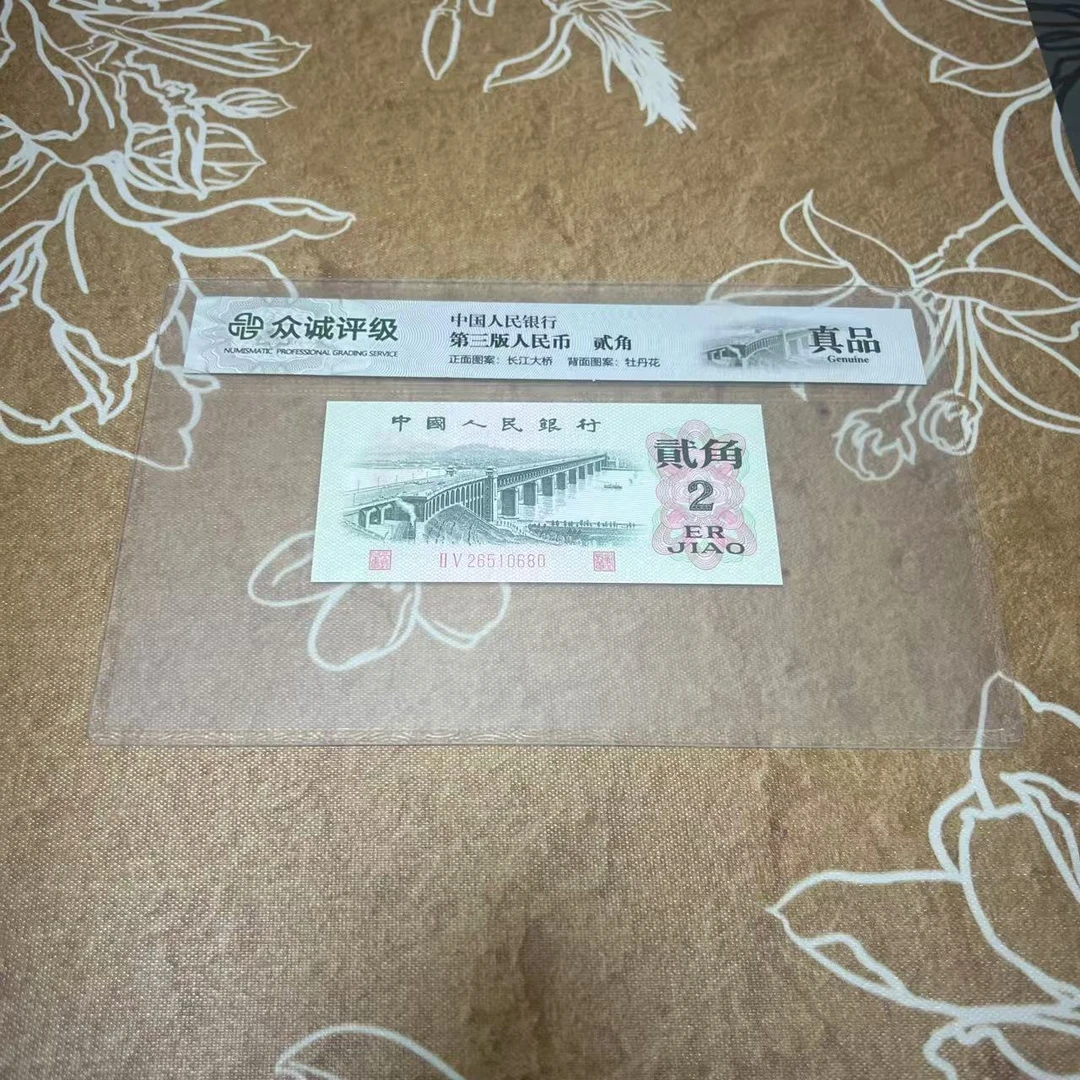 众诚评级
NUMISMATIC PROFESSIONAL GRADING SERVICE
中国人民银行
第三版人民币 贰角
正面图案：长江大桥 背面图案：牡丹花
真品
Genuine
中國人民銀行
貳角
2
ER
JIAO
II V 26510680